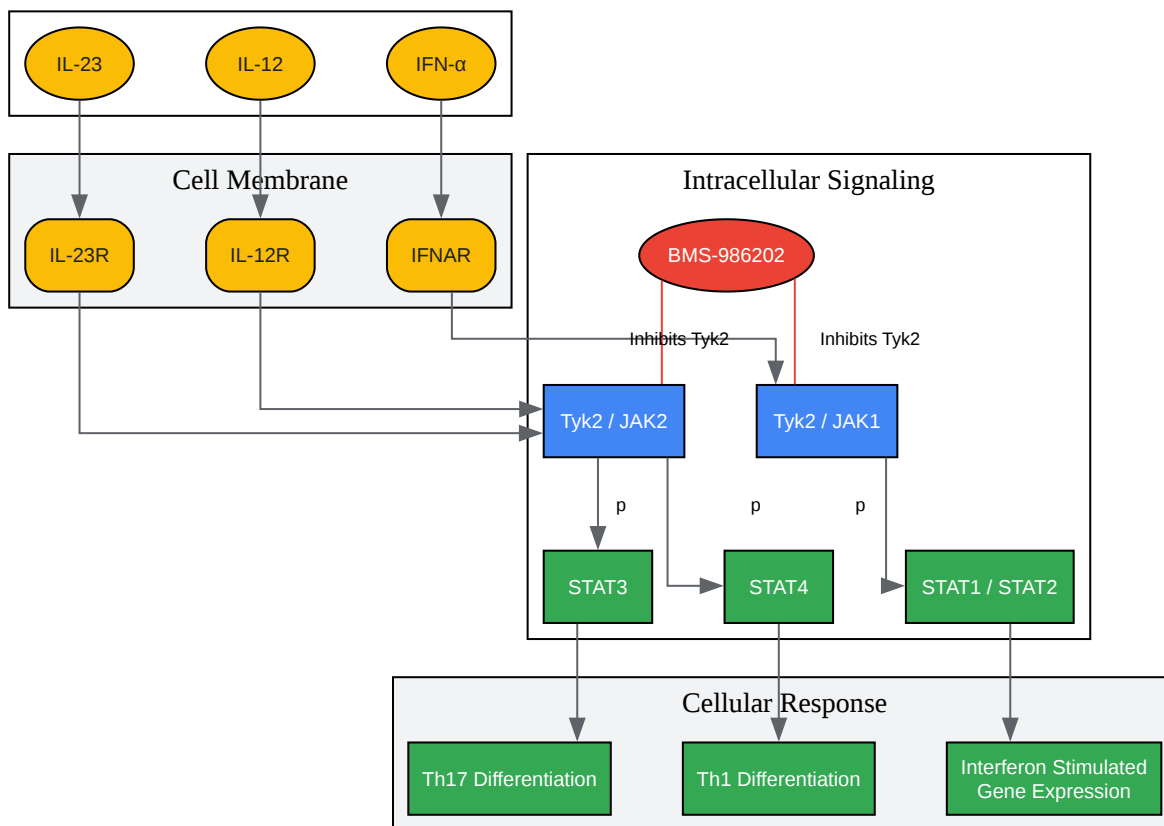 IL-23
IL-12
IFN-α
Cell Membrane
Intracellular Signaling
IL-23R
IL-12R
IFNAR
BMS-986202
Inhibits Tyk2
Inhibits Tyk2
Tyk2 / JAK2
Tyk2 / JAK1
p
p
p
STAT3
STAT4
STAT1 / STAT2
Cellular Response
Th17 Differentiation
Th1 Differentiation
Interferon Stimulated
Gene Expression